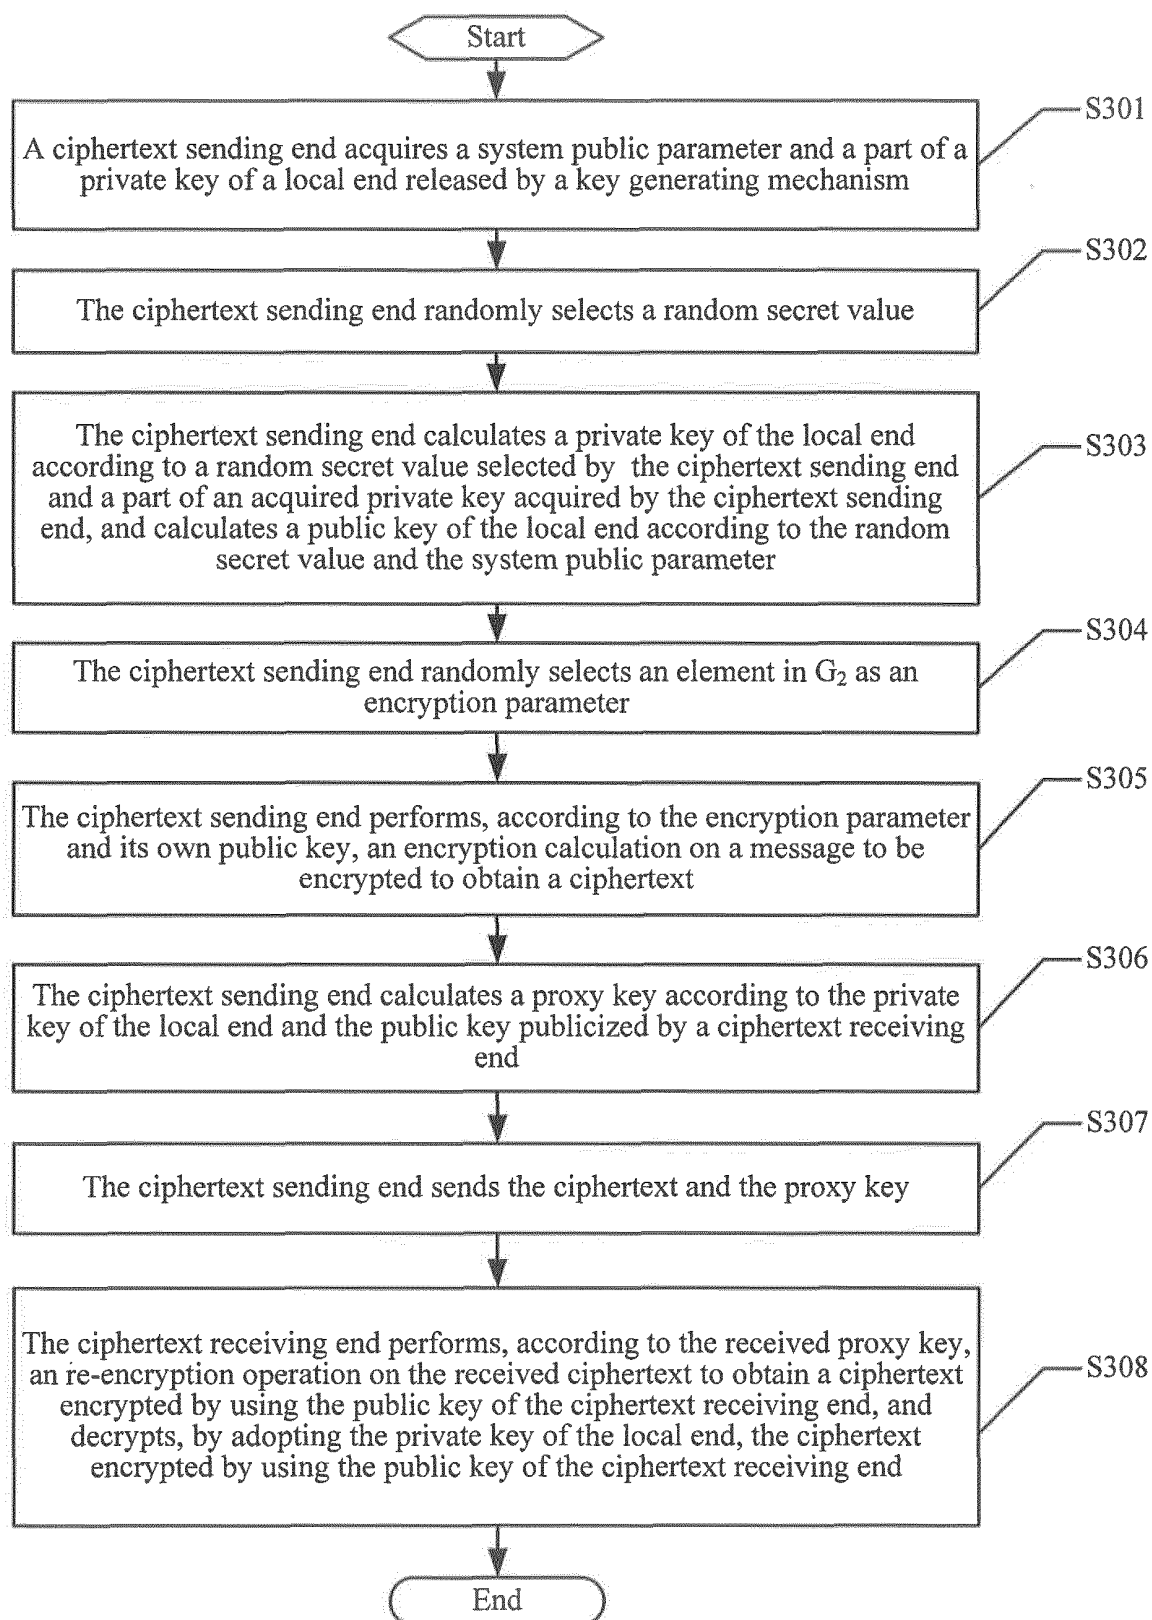 Start
A ciphertext sending end acquires a system public parameter and a part of a
private key of a local end released by a key generating mechanism
S301
The ciphertext sending end randomly selects a random secret value
S302
The ciphertext sending end calculates a private key of the local end
according to a random secret value selected by the ciphertext sending end
and a part of an acquired private key acquired by the ciphertext sending
end, and calculates a public key of the local end according to the random
secret value and the system public parameter
S303
The ciphertext sending end randomly selects an element in G₂ as an
encryption parameter
S304
The ciphertext sending end performs, according to the encryption parameter
and its own public key, an encryption calculation on a message to be
encrypted to obtain a ciphertext
S305
The ciphertext sending end calculates a proxy key according to the private
key of the local end and the public key publicized by a ciphertext receiving
end
S306
The ciphertext sending end sends the ciphertext and the proxy key
S307
The ciphertext receiving end performs, according to the received proxy key,
an re-encryption operation on the received ciphertext to obtain a ciphertext
encrypted by using the public key of the ciphertext receiving end, and
decrypts, by adopting the private key of the local end, the ciphertext
encrypted by using the public key of the ciphertext receiving end
S308
End